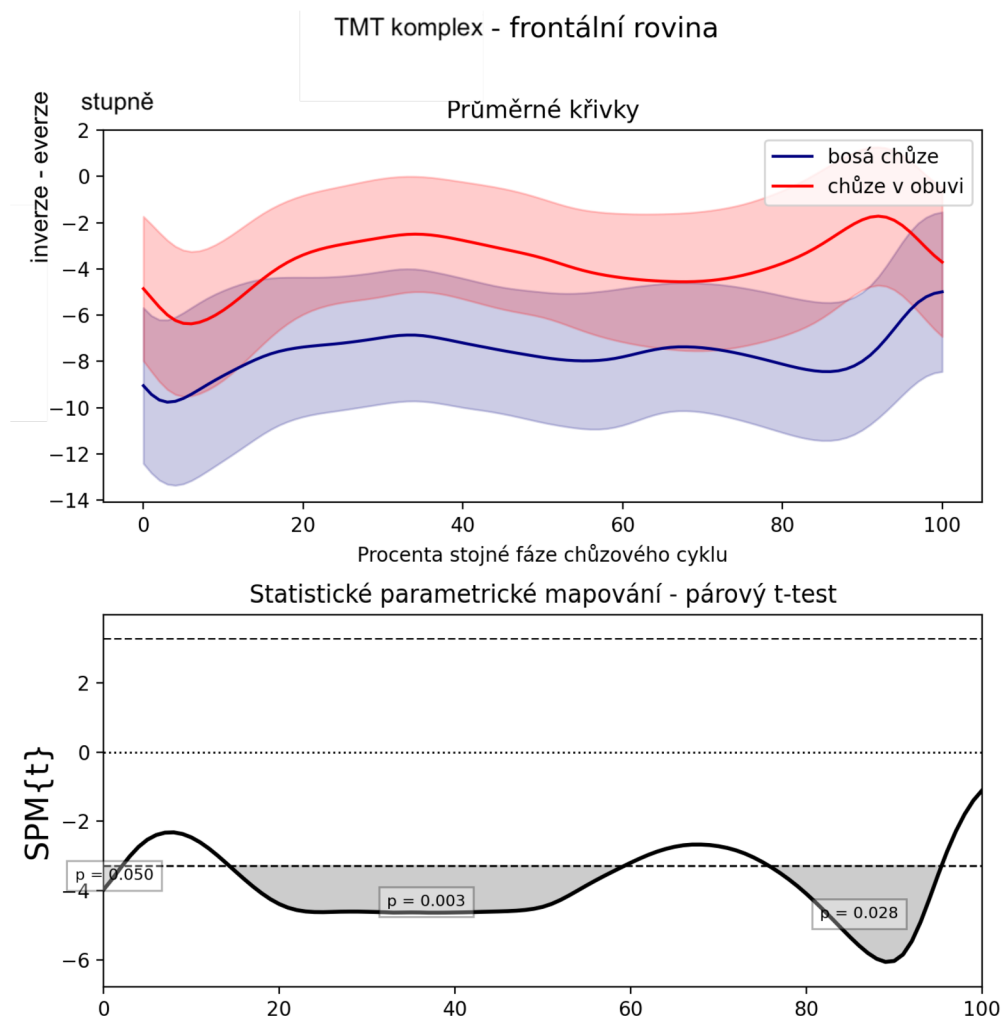 TMT komplex - frontální rovina
stupně
Průměrné křivky
inverze - everze
2
0
−2
−4
−6
−8
−10
−12
−14
bosá chůze
chůze v obuvi
0 20 40 60 80 100
Procenta stojné fáze chůzového cyklu
Statistické parametrické mapování - párový t-test
SPM{t}
2
0
−2
−4
−6
p = 0.050
p = 0.003
p = 0.028
0 20 40 60 80 100